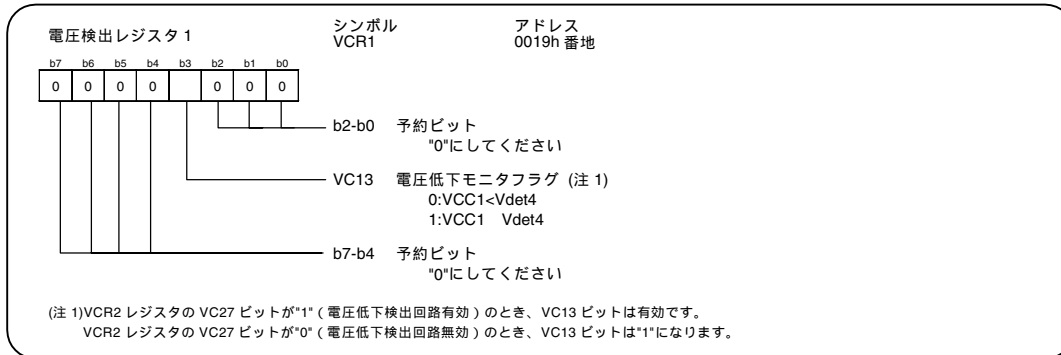 電圧検出レジスタ 1 シンボル アドレス
VCR1 0019h 番地
b7 b6 b5 b4 b3 b2 b1 b0
0 0 0 0 0 0 0
b2-b0 予約ビット
"0"にしてください
VC13 電圧低下モニタフラグ (注 1)
0:VCC1<Vdet4
1:VCC1 Vdet4
b7-b4 予約ビット
"0"にしてください
(注 1)VCR2 レジスタの VC27 ビットが"1"(電圧低下検出回路有効)のとき、VC13 ビットは有効です。
VCR2 レジスタの VC27 ビットが"0"(電圧低下検出回路無効)のとき、VC13 ビットは"1"になります。